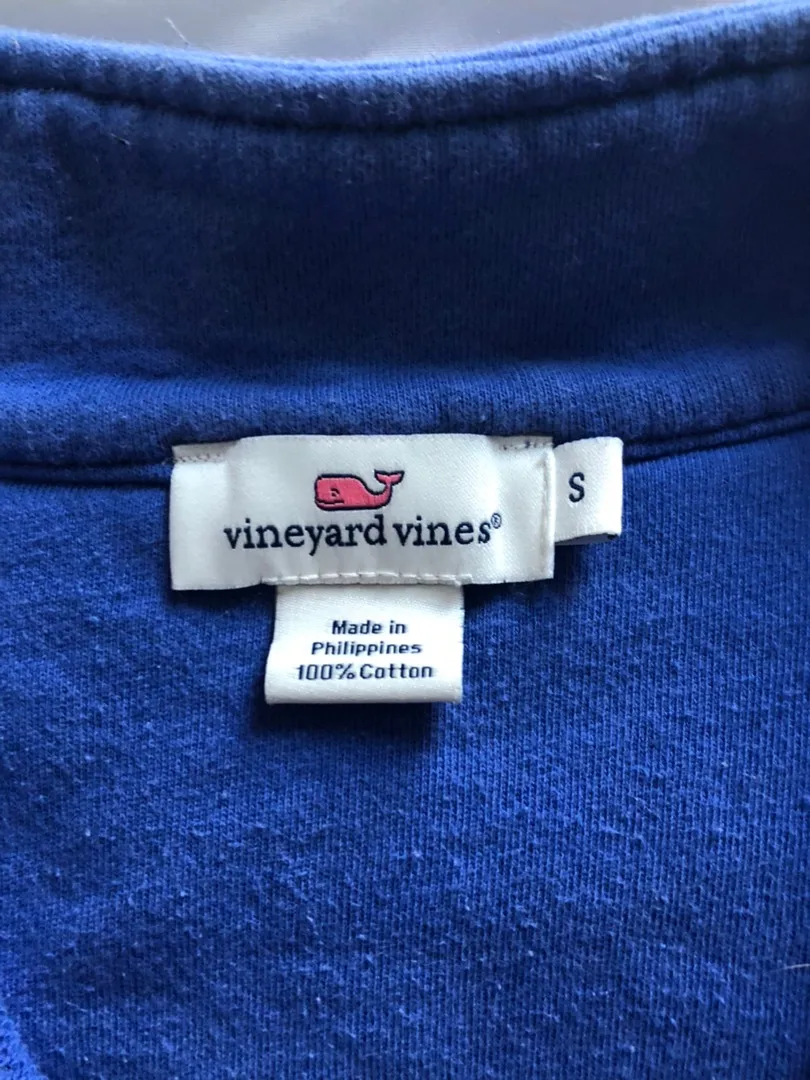 vineyard vines®
S
Made in
Philippines
100% Cotton